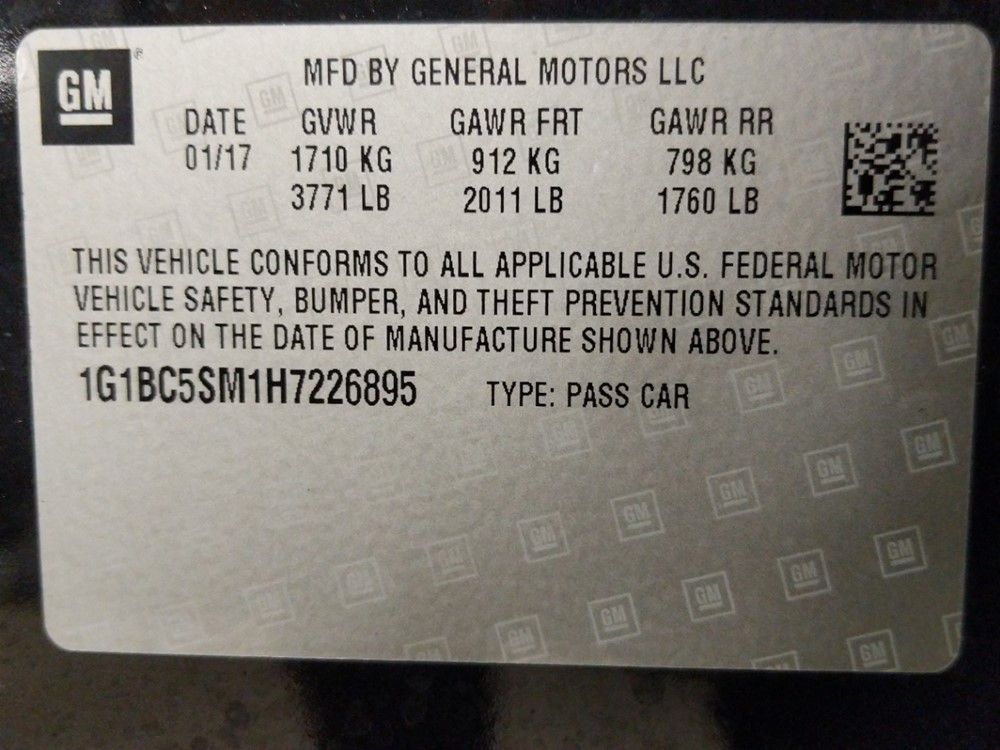 GM
MFD BY GENERAL MOTORS LLC
DATE GVWR GAWR FRT GAWR RR
01/17 1710 KG 912 KG 798 KG
3771 LB 2011 LB 1760 LB
THIS VEHICLE CONFORMS TO ALL APPLICABLE U.S. FEDERAL MOTOR
VEHICLE SAFETY, BUMPER, AND THEFT PREVENTION STANDARDS IN
EFFECT ON THE DATE OF MANUFACTURE SHOWN ABOVE.
1G1BC5SM1H7226895 TYPE: PASS CAR